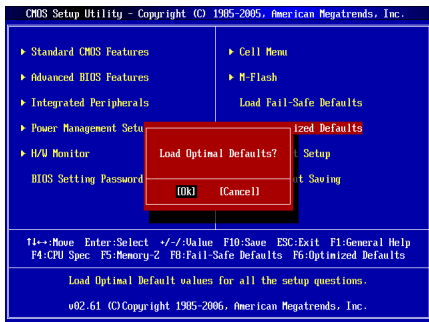 CMOS Setup Utility - Copyright (C) 1985-2005, American Megatrends, Inc.
▶ Standard CMOS Features
▶ Cell Menu
▶ Advanced BIOS Features
▶ M-Flash
▶ Integrated Peripherals
Load Fail-Safe Defaults
▶ Power Management Setu
ized Defaults
▶ H/W Monitor
Load Optimal Defaults?
t Setup
BIOS Setting Password
[Ok]
[Cancel]
ut Saving
↑↓←→:Move Enter:Select +/-/:Value F10:Save ESC:Exit F1:General Help
F4:CPU Spec F5:Memory-Z F8:Fail-Safe Defaults F6:Optimized Defaults
Load Optimal Default values for all the setup questions.
v02.61 (C)Copyright 1985-2006, American Megatrends, Inc.